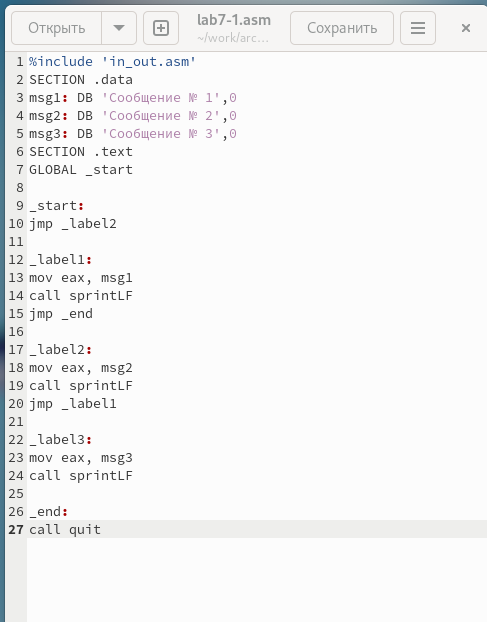 Открыть
lab7-1.asm
~/work/arc...
Сохранить
1 %include 'in_out.asm'
2 SECTION .data
3 msg1: DB 'Сообщение № 1',0
4 msg2: DB 'Сообщение № 2',0
5 msg3: DB 'Сообщение № 3',0
6 SECTION .text
7 GLOBAL _start
8
9 _start:
10 jmp _label2
11
12 _label1:
13 mov eax, msg1
14 call sprintLF
15 jmp _end
16
17 _label2:
18 mov eax, msg2
19 call sprintLF
20 jmp _label1
21
22 _label3:
23 mov eax, msg3
24 call sprintLF
25
26 _end:
27 call quit